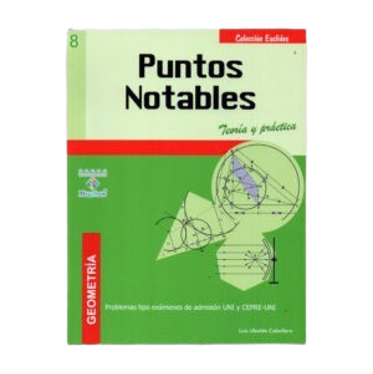 8
Colección Euclides
Puntos
Notables
Teoría y práctica
GEOMETRÍA
Problemas tipo exámenes de admisión UNI y CEPRE-UNI
Luis Ubaldo Caballero